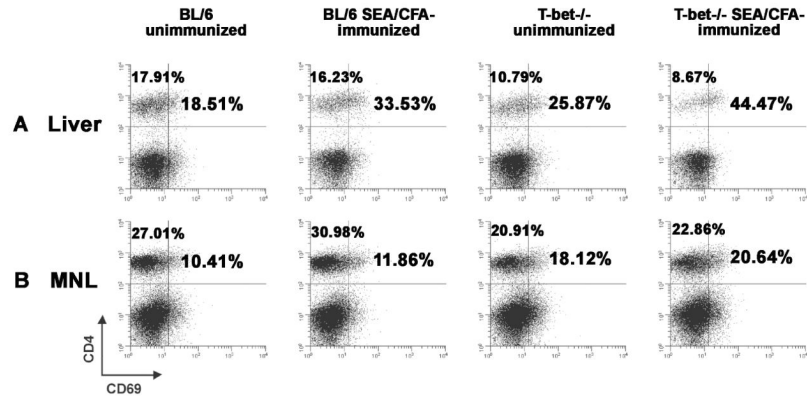 BL/6 unimmunized
BL/6 SEA/CFA-immunized
T-bet-/- unimmunized
T-bet-/- SEA/CFA-immunized
A Liver
17.91%
18.51%
16.23%
33.53%
10.79%
25.87%
8.67%
44.47%
B MNL
27.01%
10.41%
30.98%
11.86%
20.91%
18.12%
22.86%
20.64%
CD4
CD69